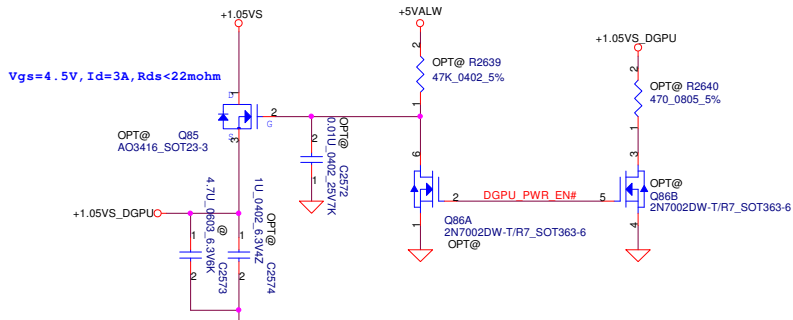 +1.05VS
+5VALW
+1.05VS_DGPU
Vgs=4.5V,Id=3A,Rds<22mohm
2
OPT@ R2639
47K_0402_5%
1
2
OPT@ R2640
470_0805_5%
1
1
D
S
3
2
G
OPT@ Q85
AO3416_SOT23-3
2
1
OPT@
C2572
0.01U_0402_25V7K
6
2
1
Q86A
2N7002DW-T/R7_SOT363-6
OPT@
DGPU_PWR_EN#
5
3
4
OPT@
Q86B
2N7002DW-T/R7_SOT363-6
+1.05VS_DGPU
1
2
@
C2573
4.7U_0603_6.3V6K
1
2
OPT@
C2574
1U_0402_6.3V4Z